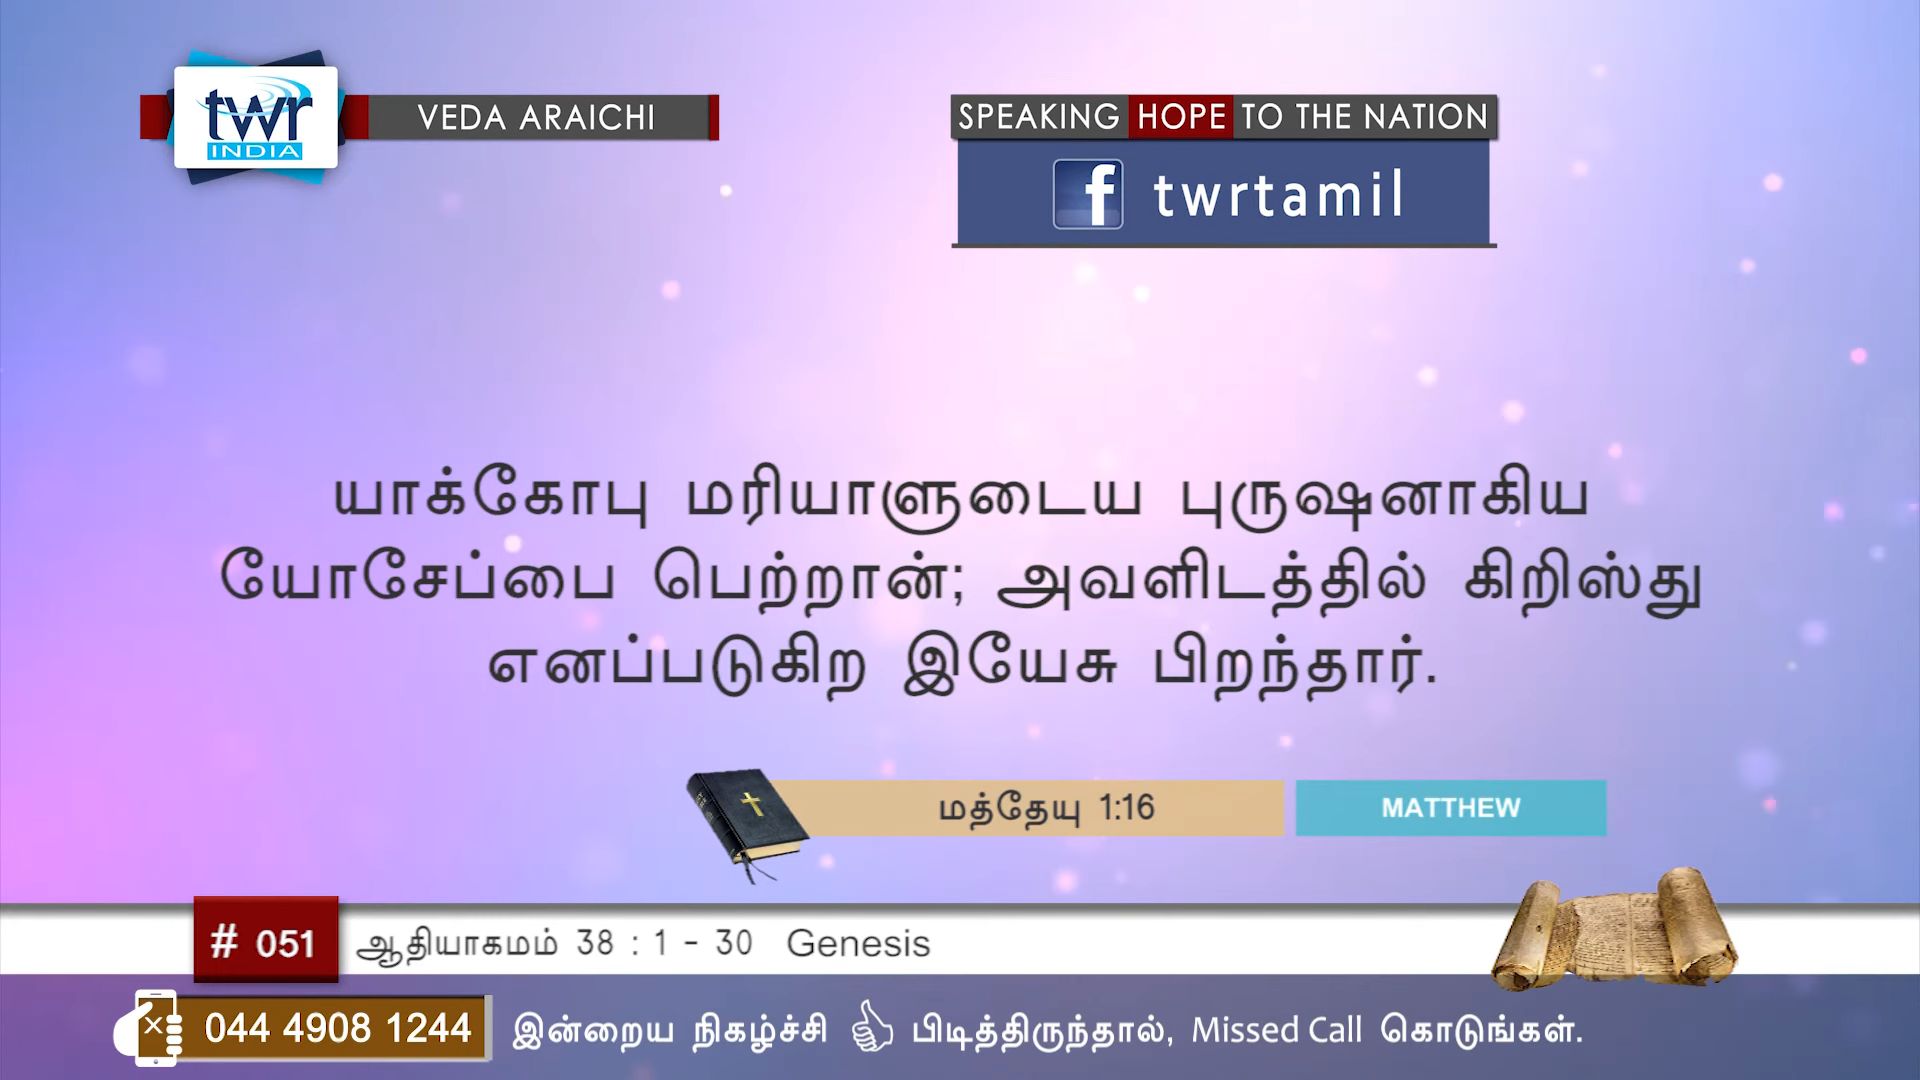 twr
INDIA
VEDA ARAICHI
SPEAKING HOPE TO THE NATION
f twrtamil
யாக்கோபு மரியாளுடைய புருஷனாகிய
யோசேப்பை பெற்றான்; அவளிடத்தில் கிறிஸ்து
எனப்படுகிற இயேசு பிறந்தார்.
மத்தேயு 1:16 MATTHEW
# 051 ஆதியாகமம் 38 : 1 - 30 Genesis
044 4908 1244 இன்றைய நிகழ்ச்சி பிடித்திருந்தால், Missed Call கொடுங்கள்.